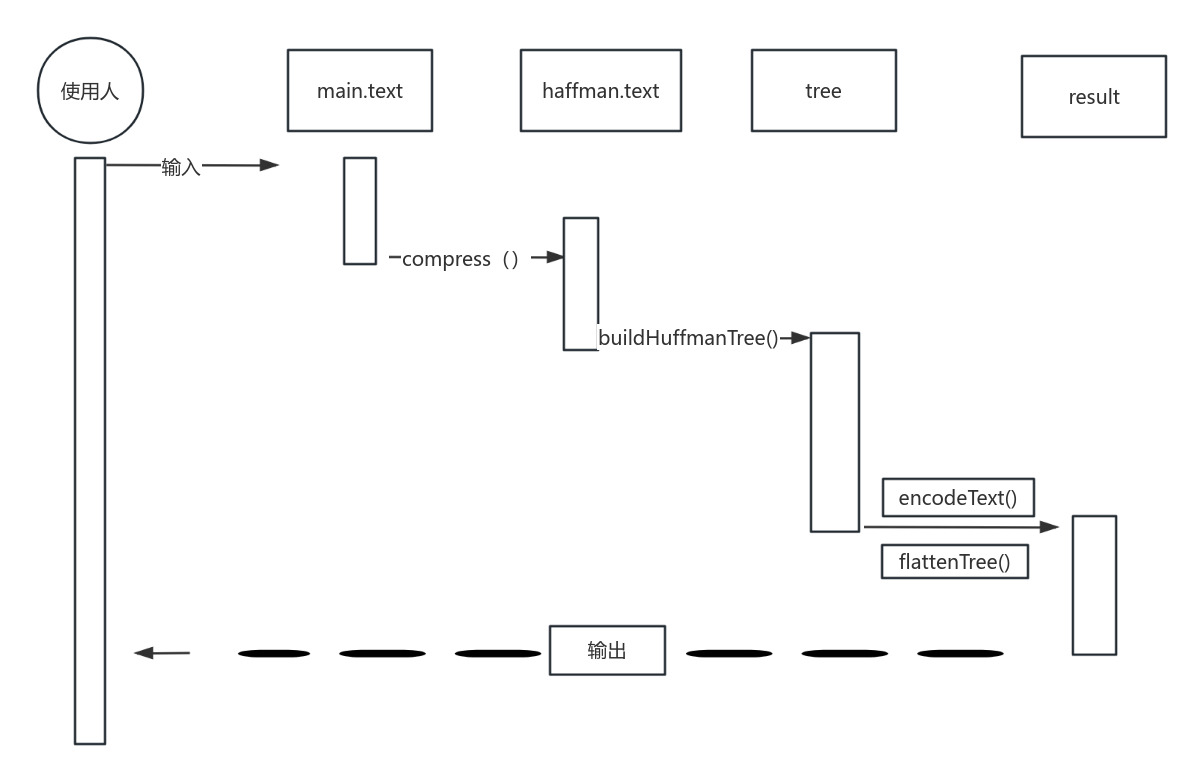 使用人
main.text
haffman.text
tree
result
输入
compress（）
buildHuffmanTree()
encodeText()
flattenTree()
输出